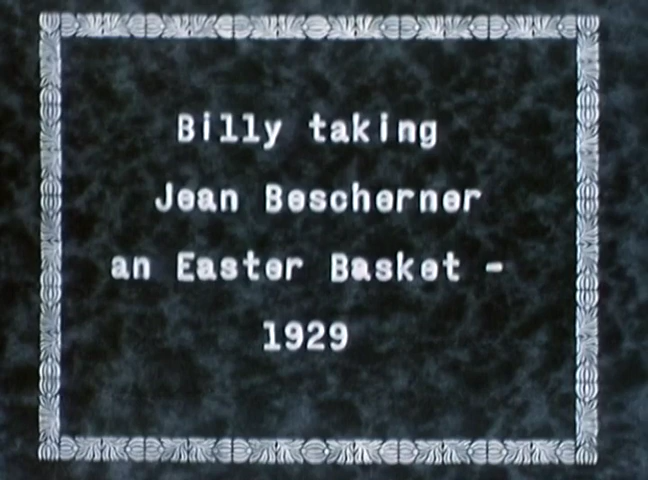 Billy taking
Jean Bescherner
an Easter Basket -
1929